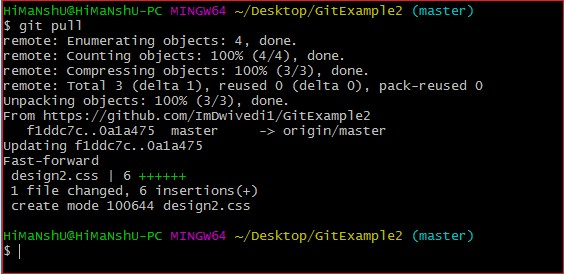 HiMaNshU@HiMaNshU-PC MINGW64 ~/Desktop/GitExample2 (master)
$ git pull
remote: Enumerating objects: 4, done.
remote: Counting objects: 100% (4/4), done.
remote: Compressing objects: 100% (3/3), done.
remote: Total 3 (delta 1), reused 0 (delta 0), pack-reused 0
Unpacking objects: 100% (3/3), done.
From https://github.com/ImDwivedi1/GitExample2
   f1ddc7c..0a1a475  master     -> origin/master
Updating f1ddc7c..0a1a475
Fast-forward
 design2.css | 6 ++++++
 1 file changed, 6 insertions(+)
 create mode 100644 design2.css
HiMaNshU@HiMaNshU-PC MINGW64 ~/Desktop/GitExample2 (master)
$